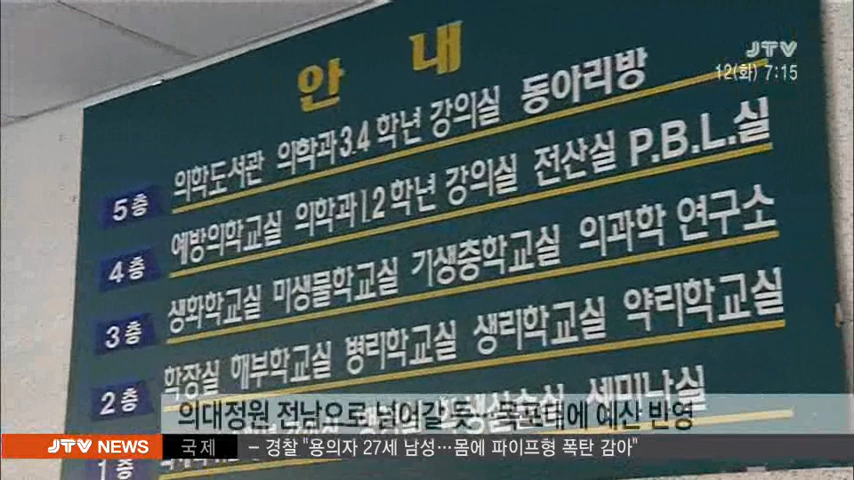 JTV
12(화) 7:15
안 내
5층 의학도서관 의학과3.4학년 강의실 동아리방
4층 예방의학교실 의학과1.2학년 강의실 전산실 P.B.L.실
3층 생화학교실 미생물학교실 기생충학교실 의과학 연구소
2층 학장실 해부학교실 병리학교실 생리학교실 약리학교실
1층 세미나실
의대정원 전남으로 넘어갈 듯…목포대에 예산 반영
JTV NEWS 국제 - 경찰 "용의자 27세 남성…몸에 파이프형 폭탄 감아"